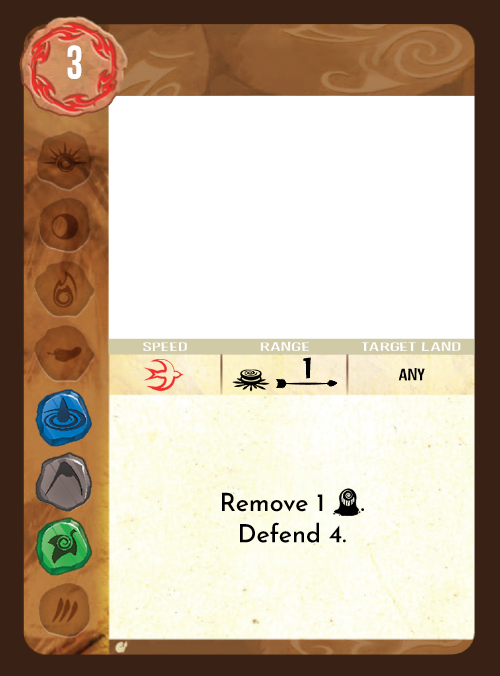 3
SPEED RANGE TARGET LAND
1 ANY
Remove 1 .
Defend 4.